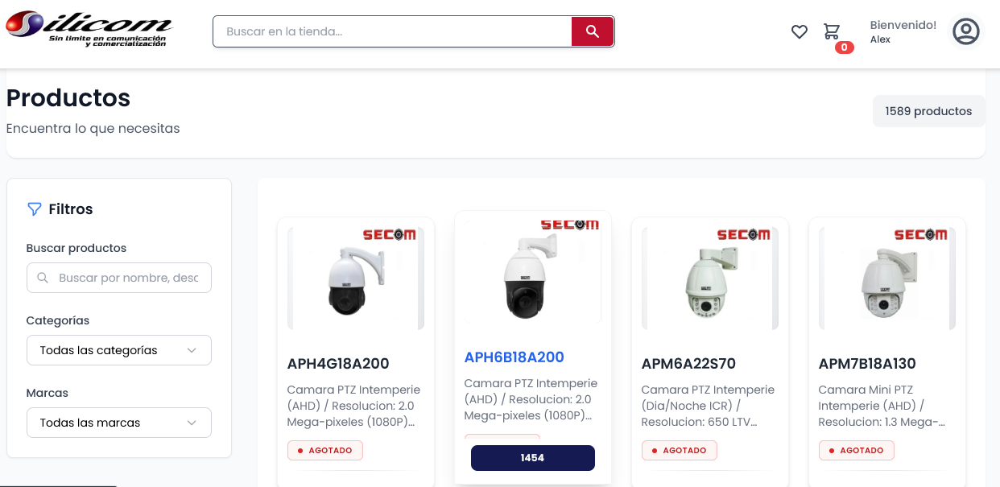 Silicom
Sin limite en comunicación
y comercialización
Buscar en la tienda...
0
Bienvenido!
Alex
Productos
Encuentra lo que necesitas
1589 productos
Filtros
Buscar productos
Buscar por nombre, desc
Categorías
Todas las categorías
Marcas
Todas las marcas
SECOM
APH4G18A200
Camara PTZ Intemperie
(AHD) / Resolucion: 2.0
Mega-pixeles (1080P)...
AGOTADO
SECOM
APH6B18A200
Camara PTZ Intemperie
(AHD) / Resolucion: 2.0
Mega-pixeles (1080P)...
1454
SECOM
APM6A22S70
Camara PTZ Intemperie
(Dia/Noche ICR) /
Resolucion: 650 LTV...
AGOTADO
SECOM
APM7B18A130
Camara Mini PTZ
Intemperie (AHD) /
Resolucion: 1.3 Mega-...
AGOTADO